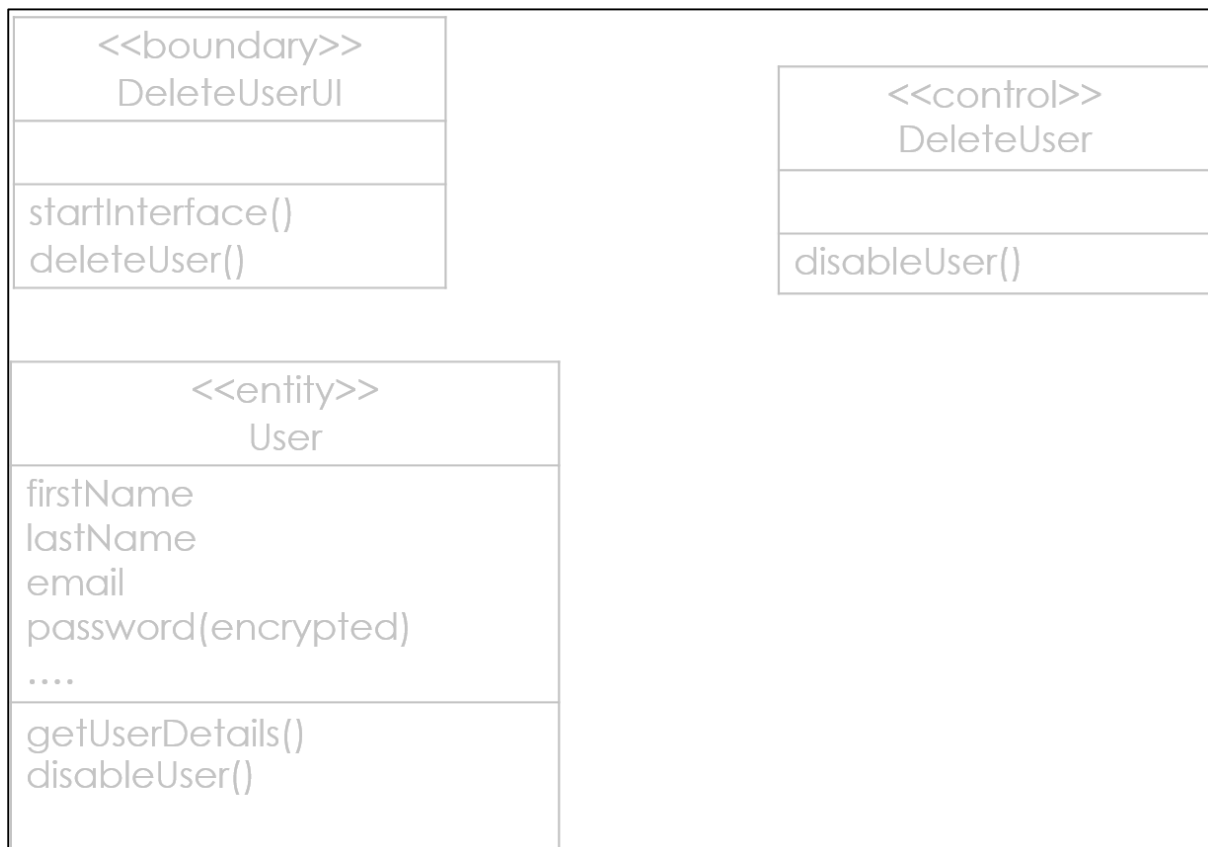 <<boundary>>
DeleteUserUI
startInterface()
deleteUser()
<<control>>
DeleteUser
disableUser()
<<entity>>
User
firstName
lastName
email
password(encrypted)
....
getUserDetails()
disableUser()